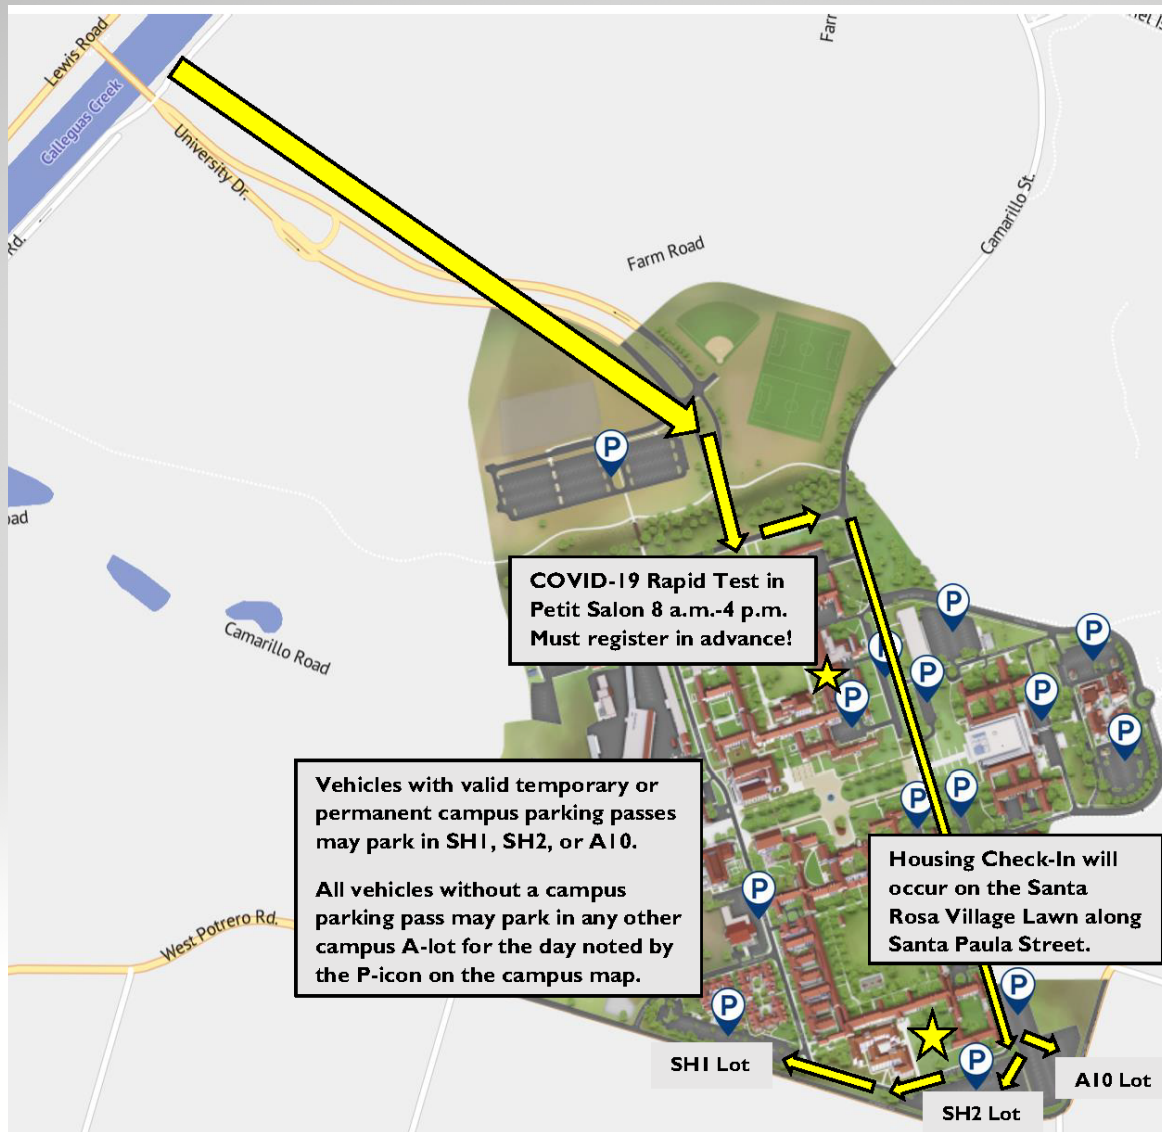 Lewis Road
Calleguas Creek
University Dr.
Rd.
Farm Road
Camarillo St.
P
COVID-19 Rapid Test in
Petit Salon 8 a.m.-4 p.m.
Must register in advance!
Camarillo Road
P
P
P
P
P
P
P
P
P
Vehicles with valid temporary or
permanent campus parking passes
may park in SH1, SH2, or A10.
All vehicles without a campus
parking pass may park in any other
campus A-lot for the day noted by
the P-icon on the campus map.
Housing Check-In will
occur on the Santa
Rosa Village Lawn along
Santa Paula Street.
P
West Potrero Rd.
P
P
P
SH1 Lot
A10 Lot
SH2 Lot